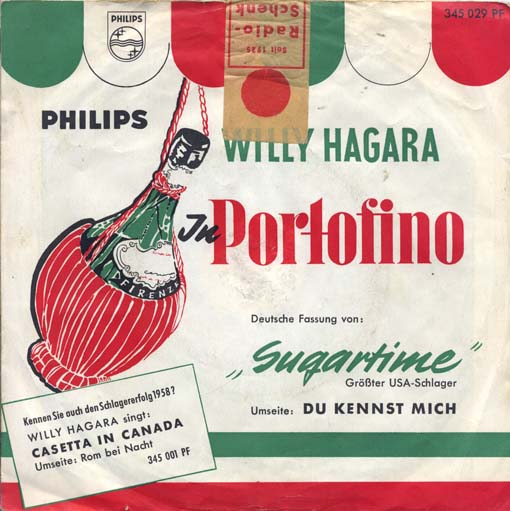 PHILIPS
345 029 PF
Radio-
Schenk
Seit 1925
PHILIPS
WILLY HAGARA
In Portofino
FIRENZE
Deutsche Fassung von:
„Sugartime"
Größter USA-Schlager
Umseite: DU KENNST MICH
Kennen Sie auch den Schlagererfolg 1958?
WILLY HAGARA singt:
CASETTA IN CANADA
Umseite: Rom bei Nacht
345 001 PF